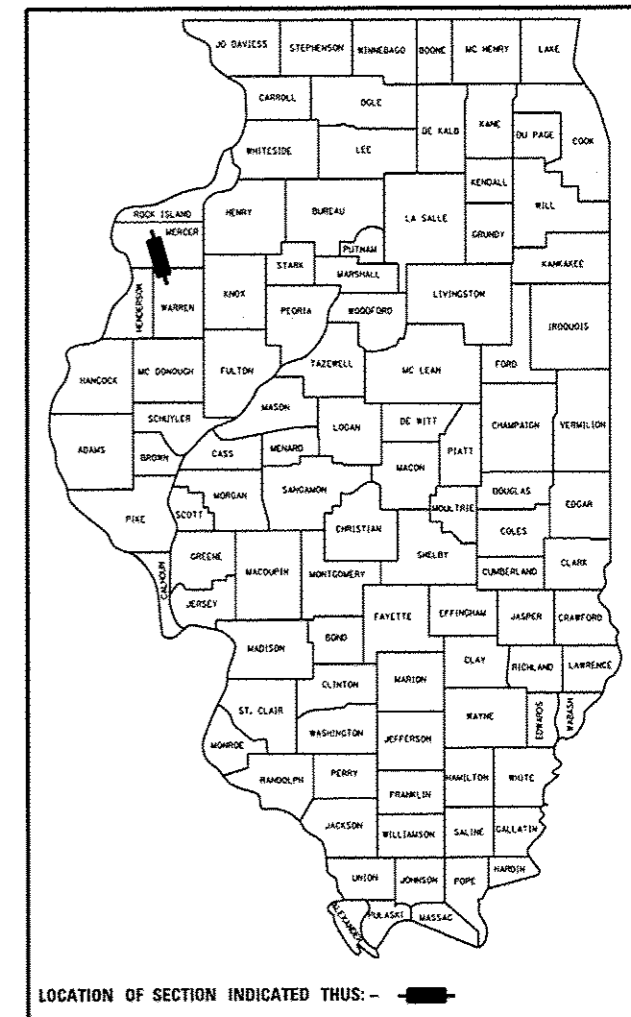 JO DAVIESS STEPHENSON WINNEBAGO BOONE MC HENRY LAKE
CARROLL OGLE DE KALB KANE DU PAGE COOK
WHITESIDE LEE KENDALL WILL
ROCK ISLAND HENRY BUREAU LA SALLE GRUNDY
MERCER PUTNAM KANKAKEE
HENDERSON WARREN KNOX STARK MARSHALL LIVINGSTON
PEORIA WOODFORD IROQUOIS
HANCOCK MC DONOUGH FULTON TAZEWELL MC LEAN FORD
SCHUYLER MASON LOGAN DE WITT CHAMPAIGN VERMILION
ADAMS BROWN CASS MENARD MACON PIATT
PIKE SCOTT MORGAN SANGAMON MOULTRIE DOUGLAS EDGAR
CHRISTIAN COLES
CALHOUN GREENE MACOUPIN MONTGOMERY SHELBY CUMBERLAND CLARK
JERSEY FAYETTE EFFINGHAM JASPER CRAWFORD
MADISON BOND CLAY RICHLAND LAWRENCE
CLINTON MARION
ST. CLAIR WASHINGTON JEFFERSON WAYNE EDWARDS WABASH
MONROE
RANDOLPH PERRY FRANKLIN HAMILTON WHITE
JACKSON WILLIAMSON SALINE GALLATIN
UNION JOHNSON POPE HARDIN
ALEXANDER PULASKI MASSAC
LOCATION OF SECTION INDICATED THUS: -